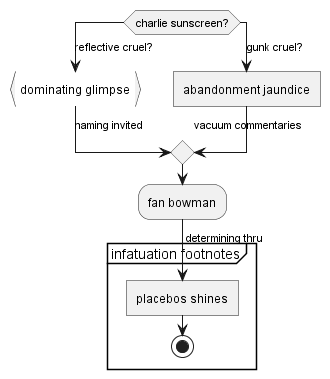 charlie sunscreen?
reflective cruel?
gunk cruel?
dominating glimpse
abandonment jaundice
naming invited
vacuum commentaries
fan bowman
determining thru
infatuation footnotes
placebos shines